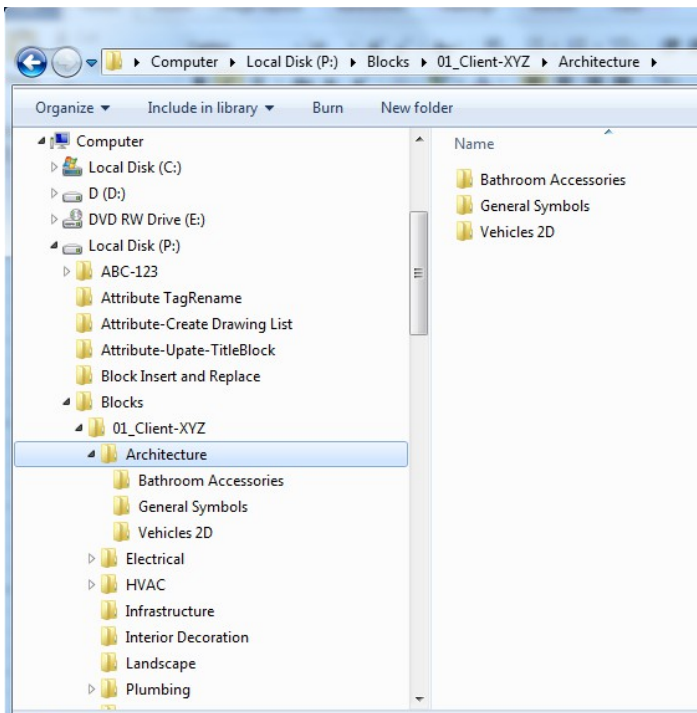 Computer Local Disk (P:) Blocks 01_Client-XYZ Architecture
Organize Include in library Burn New folder
Computer
Local Disk (C:)
D (D:)
DVD RW Drive (E:)
Local Disk (P:)
ABC-123
Attribute TagRename
Attribute-Create Drawing List
Attribute-Upate-TitleBlock
Block Insert and Replace
Blocks
01_Client-XYZ
Architecture
Bathroom Accessories
General Symbols
Vehicles 2D
Electrical
HVAC
Infrastructure
Interior Decoration
Landscape
Plumbing
Name
Bathroom Accessories
General Symbols
Vehicles 2D